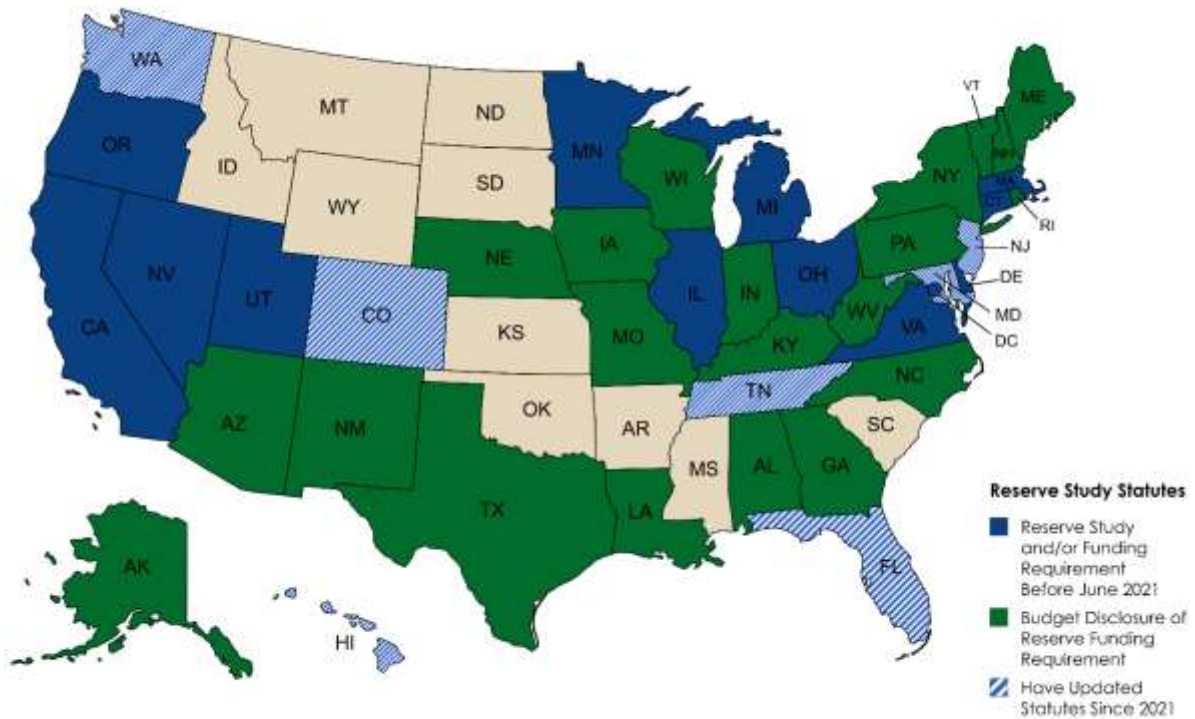 WA
MT
ND
VT
ME
OR
MN
ID
SD
WI
NY
NH
MA
WY
MI
CT
RI
IA
PA
NJ
NE
NV
OH
DE
UT
IL
IN
CA
CO
WV
MD
KS
MO
VA
DC
KY
NC
TN
OK
AZ
NM
AR
SC
MS
AL
GA
TX
LA
AK
FL
HI
Reserve Study Statutes
Reserve Study
and/or Funding
Requirement
Before June 2021
Budget Disclosure of
Reserve Funding
Requirement
Have Updated
Statutes Since 2021